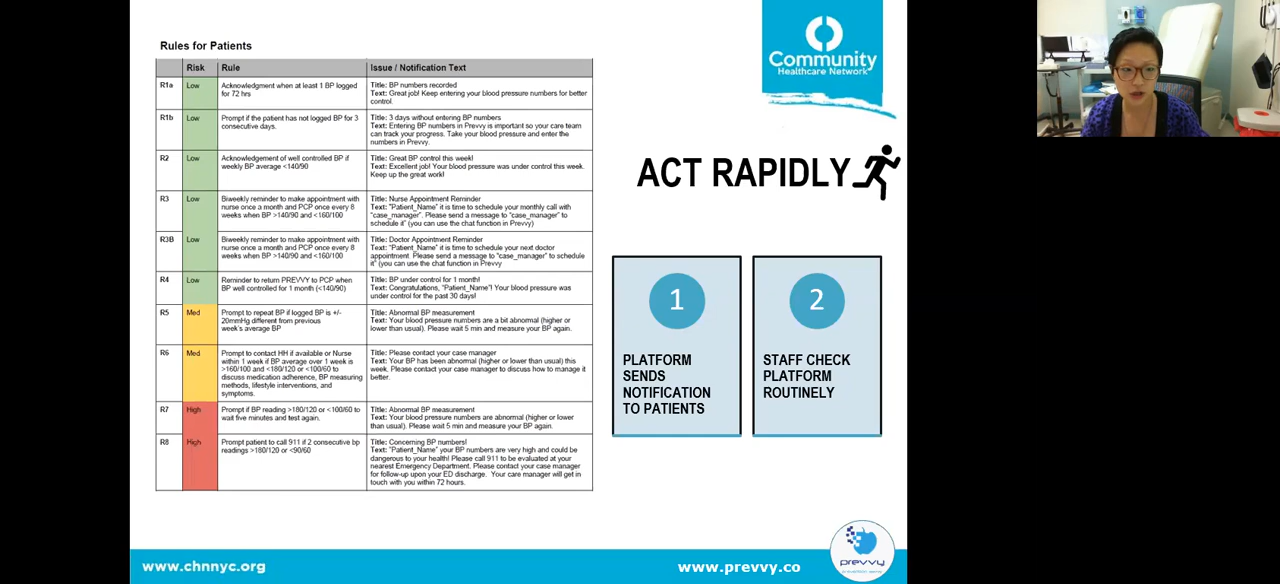 Rules for Patients
Risk Rule Issue / Notification Text
R1a Low Acknowledgment when at least 1 BP logged
for 72 hrs
Title: BP numbers recorded
Text: Great job! Keep entering your blood pressure numbers for better
control.
R1b Low Prompt if the patient has not logged BP for 3
consecutive days.
Title: 3 days without entering BP numbers
Text: Entering BP numbers in Prevvy is important so your care team
can track your progress. Take your blood pressure and enter the
numbers in Prevvy.
R2 Low Acknowledgement of well controlled BP if
weekly BP average <140/90
Title: Great BP control this week!
Text: Excellent job! Your blood pressure was under control this week.
Keep up the great work!
R3 Low Biweekly reminder to make appointment with
nurse once a month and PCP once every 8
weeks when BP >140/90 and <160/100
Title: Nurse Appointment Reminder
Text: "Patient_Name" it is time to schedule your monthly call with
"case_manager". Please send a message to "case_manager" to
schedule it" (you can use the chat function in Prevvy)
R3B Low Biweekly reminder to make appointment with
nurse once a month and PCP once every 8
weeks when BP >140/90 and <160/100
Title: Doctor Appointment Reminder
Text: "Patient_Name" it is time to schedule your next doctor
appointment. Please send a message to "case_manager" to schedule
it" (you can use the chat function in Prevvy
R4 Low Reminder to return PREVVY to PCP when
BP well controlled for 1 month (<140/90)
Title: BP under control for 1 month!
Text: Congratulations, "Patient_Name"! Your blood pressure was
under control for the past 30 days!
R5 Med Prompt to repeat BP if logged BP is +/-
20mmHg different from previous
week's average BP
Title: Abnormal BP measurement
Text: Your blood pressure numbers are a bit abnormal (higher or
lower than usual). Please wait 5 min and measure your BP again.
R6 Med Prompt to contact HH if available or Nurse
within 1 week if BP average over 1 week is
>160/100 and <180/120 or <100/60 to
discuss medication adherence, BP measuring
methods, lifestyle interventions, and
symptoms.
Title: Please contact your case manager
Text: Your BP has been abnormal (higher or lower than usual) this
week. Please contact your case manager to discuss how to manage it
better.
R7 High Prompt if BP reading >180/120 or <100/60 to
wait five minutes and test again.
Title: Abnormal BP measurement
Text: Your blood pressure numbers are abnormal (higher or lower
than usual). Please wait 5 min and measure your BP again.
R8 High Prompt patient to call 911 if 2 consecutive bp
readings >180/120 or <90/60
Title: Concerning BP numbers!
Text: "Patient_Name" your BP numbers are very high and could be
dangerous to your health! Please call 911 to be evaluated at your
nearest Emergency Department. Please contact your case manager
for follow-up upon your ED discharge. Your care manager will get in
touch with you within 72 hours.
Community
Healthcare Network
ACT RAPIDLY
1
PLATFORM
SENDS
NOTIFICATION
TO PATIENTS
2
STAFF CHECK
PLATFORM
ROUTINELY
www.chnnyc.org
www.prevvy.co
prevvy